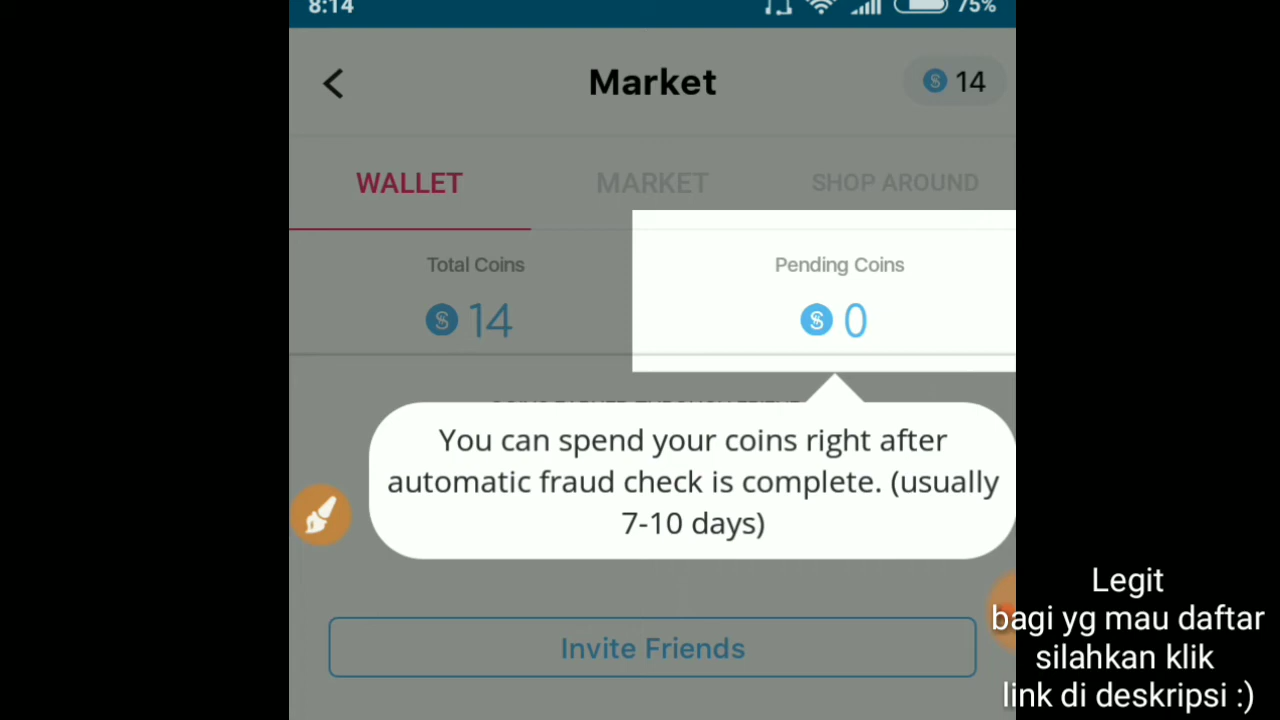 8:14
75%
Market
14
WALLET
MARKET
SHOP AROUND
Total Coins
Pending Coins
14
0
You can spend your coins right after
automatic fraud check is complete. (usually
7-10 days)
Invite Friends
Legit
bagi yg mau daftar
silahkan klik
link di deskripsi :)